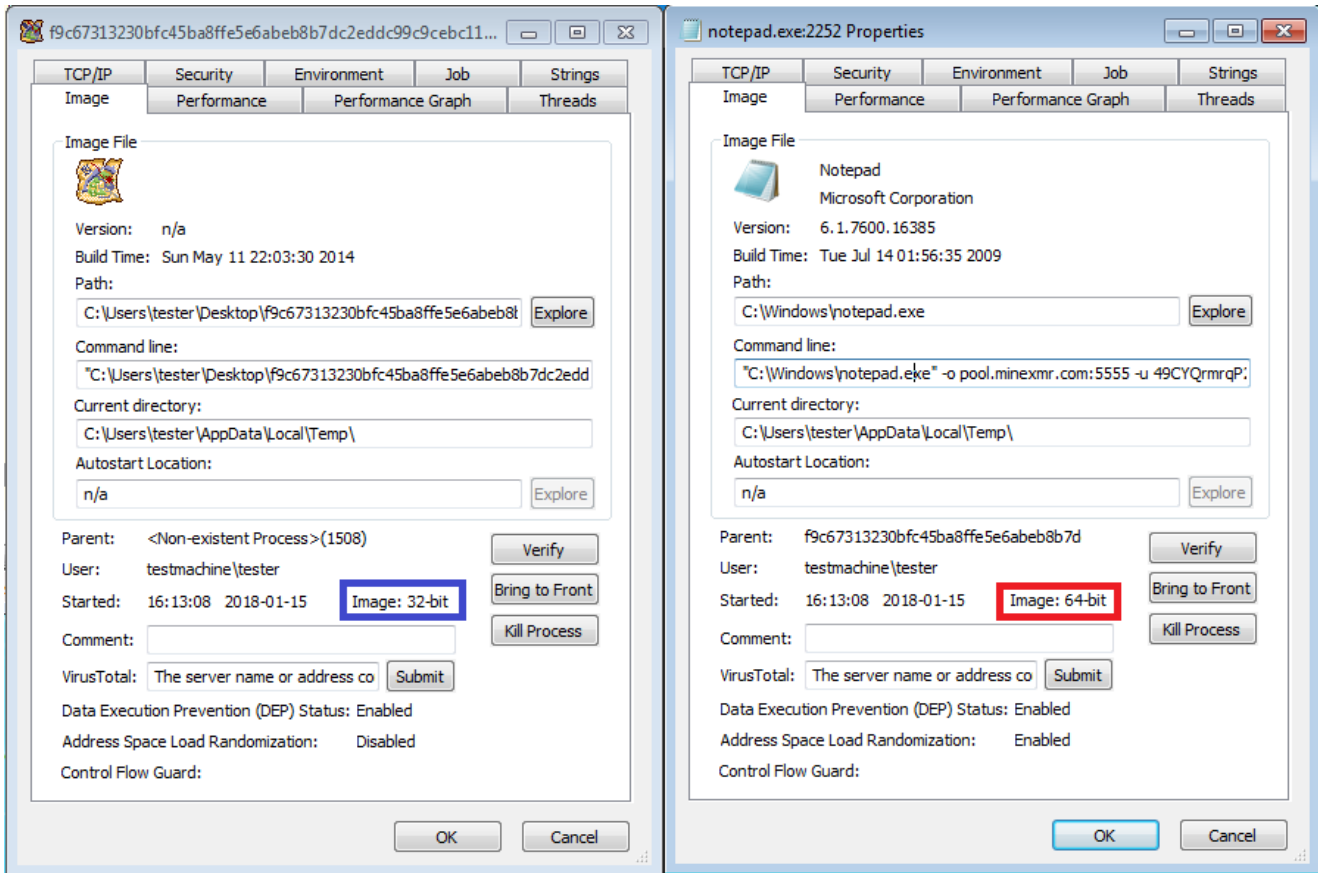 f9c67313230bfc45ba8ffe5e6abeb8b7dc2eddc99c9cebc11...
TCP/IP Security Environment Job Strings
Image Performance Performance Graph Threads
Image File
Version: n/a
Build Time: Sun May 11 22:03:30 2014
Path:
C:\Users\tester\Desktop\f9c67313230bfc45ba8ffe5e6abeb8b Explore
Command line:
"C:\Users\tester\Desktop\f9c67313230bfc45ba8ffe5e6abeb8b7dc2edd
Current directory:
C:\Users\tester\AppData\Local\Temp\
Autostart Location:
n/a Explore
Parent: <Non-existent Process>(1508) Verify
User: testmachine\tester
Bring to Front
Started: 16:13:08 2018-01-15 Image: 32-bit
Kill Process
Comment:
VirusTotal: The server name or address co Submit
Data Execution Prevention (DEP) Status: Enabled
Address Space Load Randomization: Disabled
Control Flow Guard:
OK Cancel
notepad.exe:2252 Properties
TCP/IP Security Environment Job Strings
Image Performance Performance Graph Threads
Image File
Notepad
Microsoft Corporation
Version: 6.1.7600.16385
Build Time: Tue Jul 14 01:56:35 2009
Path:
C:\Windows\notepad.exe Explore
Command line:
"C:\Windows\notepad.exe" -o pool.minexmr.com:5555 -u 49CYQrmrqP
Current directory:
C:\Users\tester\AppData\Local\Temp\
Autostart Location:
n/a Explore
Parent: f9c67313230bfc45ba8ffe5e6abeb8b7d Verify
User: testmachine\tester
Bring to Front
Started: 16:13:08 2018-01-15 Image: 64-bit
Kill Process
Comment:
VirusTotal: The server name or address co Submit
Data Execution Prevention (DEP) Status: Enabled
Address Space Load Randomization: Enabled
Control Flow Guard:
OK Cancel